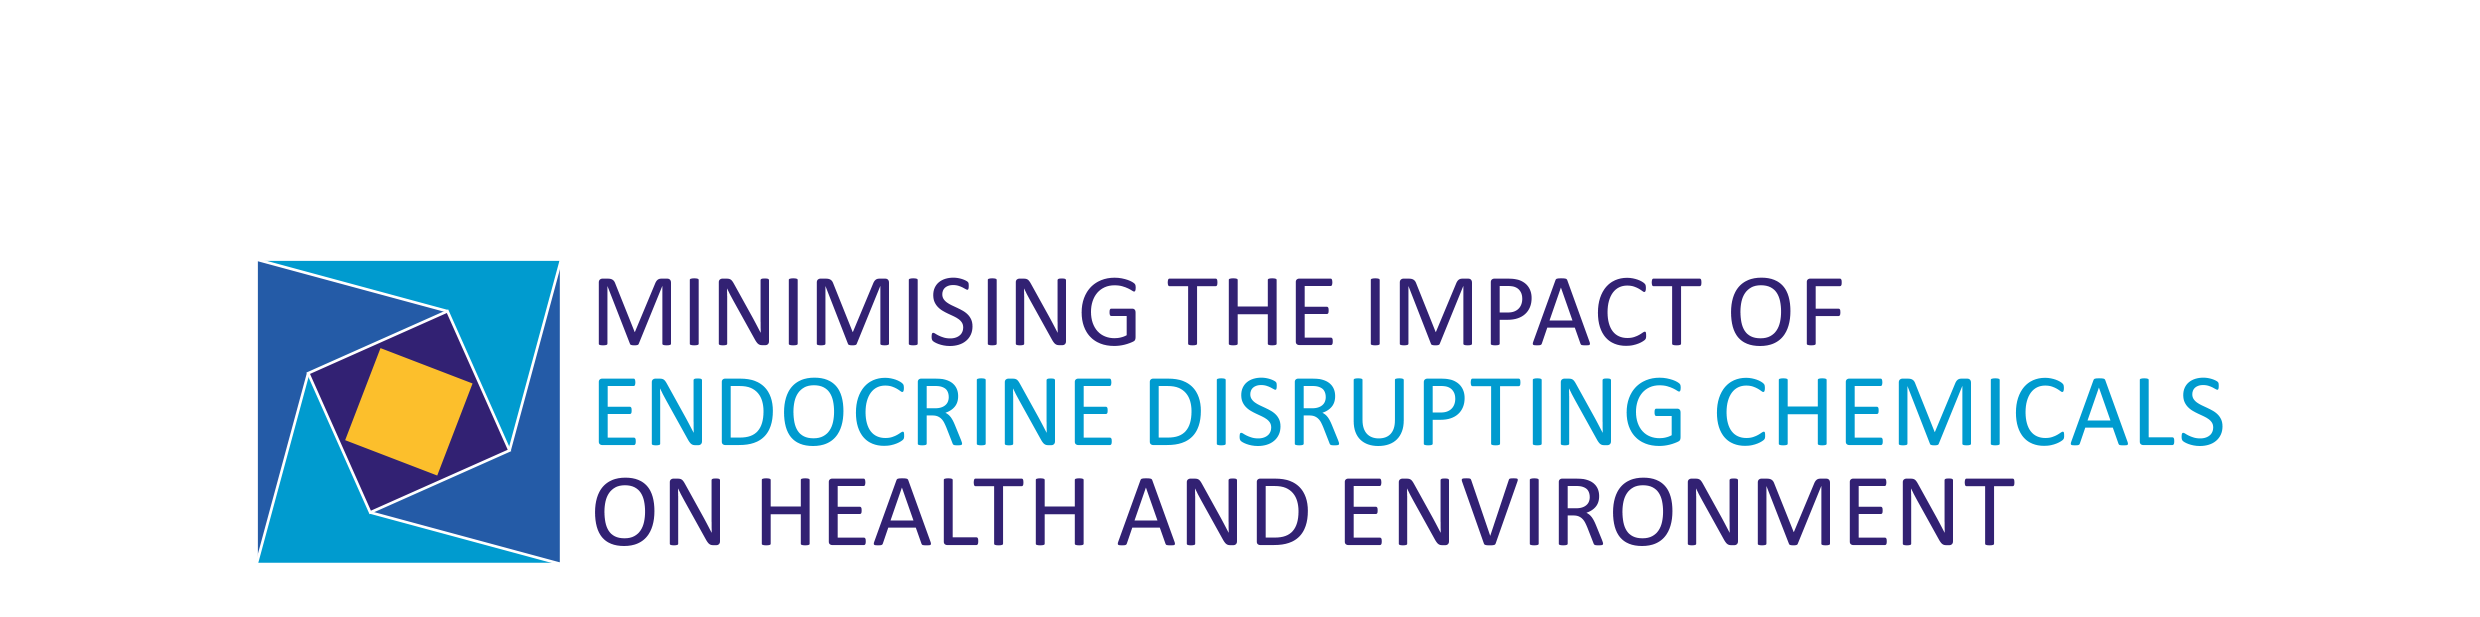 MINIMISING THE IMPACT OF
ENDOCRINE DISRUPTING CHEMICALS
ON HEALTH AND ENVIRONMENT